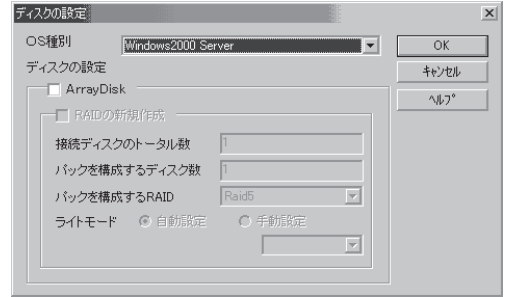 ディスクの設定
OS種別 Windows2000 Server OK
ディスクの設定 キャンセル
ArrayDisk ヘルプ
RAIDの新規作成
接続ディスクのトータル数 1
パックを構成するディスク数 1
パックを構成するRAID Raid5
ライトモード 自動設定 手動設定